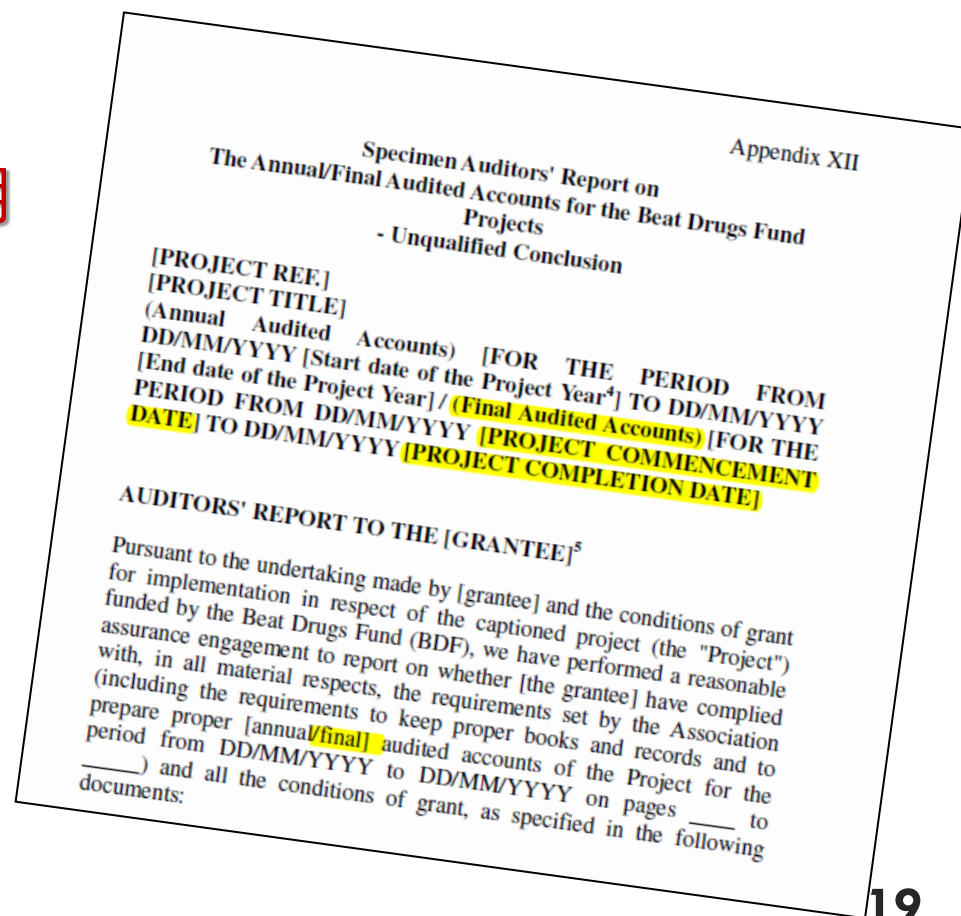 Appendix XII
Specimen Auditors' Report on
The Annual/Final Audited Accounts for the Beat Drugs Fund
Projects
- Unqualified Conclusion
[PROJECT REF.]
[PROJECT TITLE]
(Annual Audited Accounts) [FOR THE PERIOD FROM
DD/MM/YYYY [Start date of the Project Year⁴] TO DD/MM/YYYY
[End date of the Project Year] / (Final Audited Accounts) [FOR THE
PERIOD FROM DD/MM/YYYY [PROJECT COMMENCEMENT
DATE] TO DD/MM/YYYY [PROJECT COMPLETION DATE]
AUDITORS' REPORT TO THE [GRANTEE]⁵
Pursuant to the undertaking made by [grantee] and the conditions of grant
for implementation in respect of the captioned project (the "Project")
funded by the Beat Drugs Fund (BDF), we have performed a reasonable
assurance engagement to report on whether [the grantee] have complied
with, in all material respects, the requirements set by the Association
(including the requirements to keep proper books and records and to
prepare proper [annual/final] audited accounts of the Project for the
period from DD/MM/YYYY to DD/MM/YYYY on pages ____ to
_____) and all the conditions of grant, as specified in the following
documents:
19